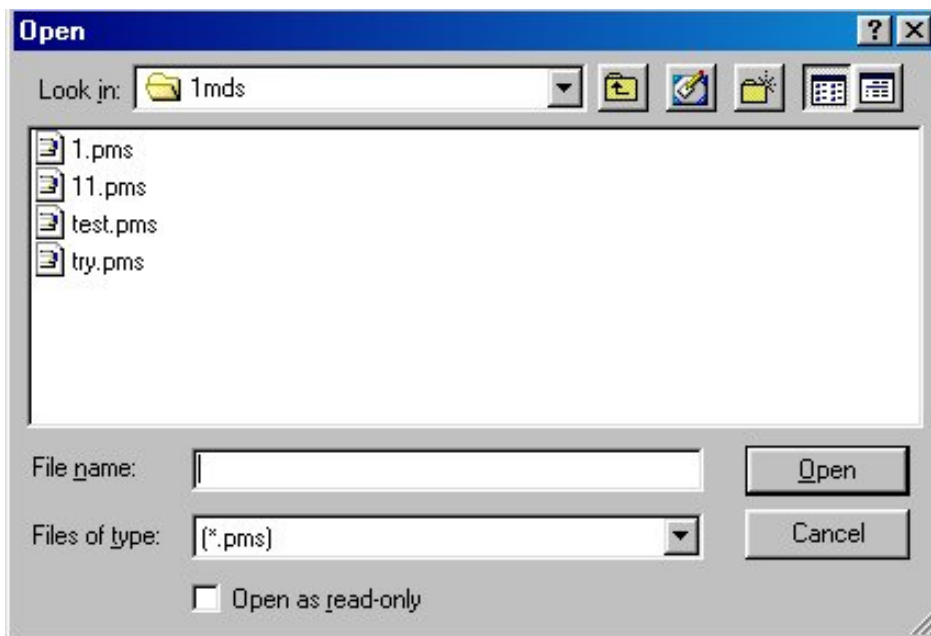 Open
Look in: 1mds
1.pms
11.pms
test.pms
try.pms
File name:
Open
Files of type: (*.pms)
Cancel
Open as read-only